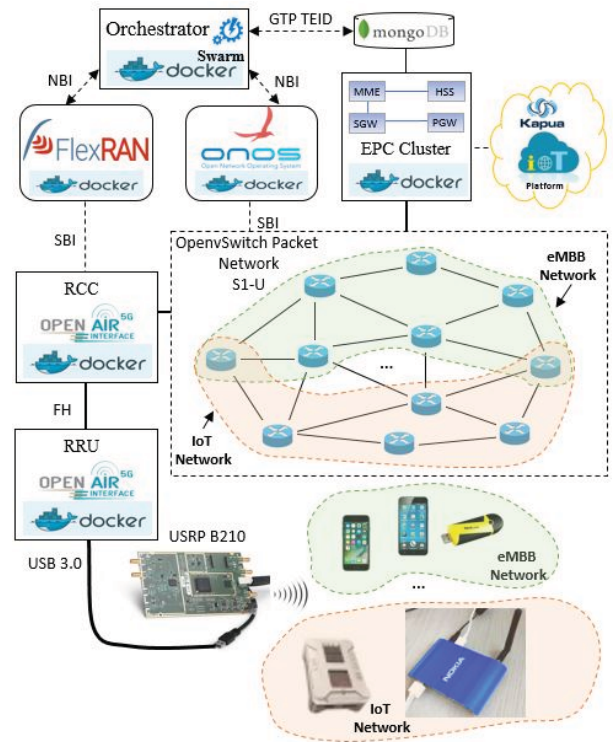 Orchestrator
Swarm
docker
GTP TEID
mongoDB
NBI
NBI
FlexRAN
docker
onos
Open Network Operating System
docker
MME
HSS
SGW
PGW
EPC Cluster
docker
Kapua
iOT
Platform
SBI
SBI
OpenvSwitch Packet
Network
S1-U
eMBB
Network
RCC
OPEN AIR 5G
INTERFACE
docker
...
IoT
Network
FH
RRU
OPEN AIR 5G
INTERFACE
docker
USB 3.0
USRP B210
eMBB
Network
...
NOKIA
IoT
Network